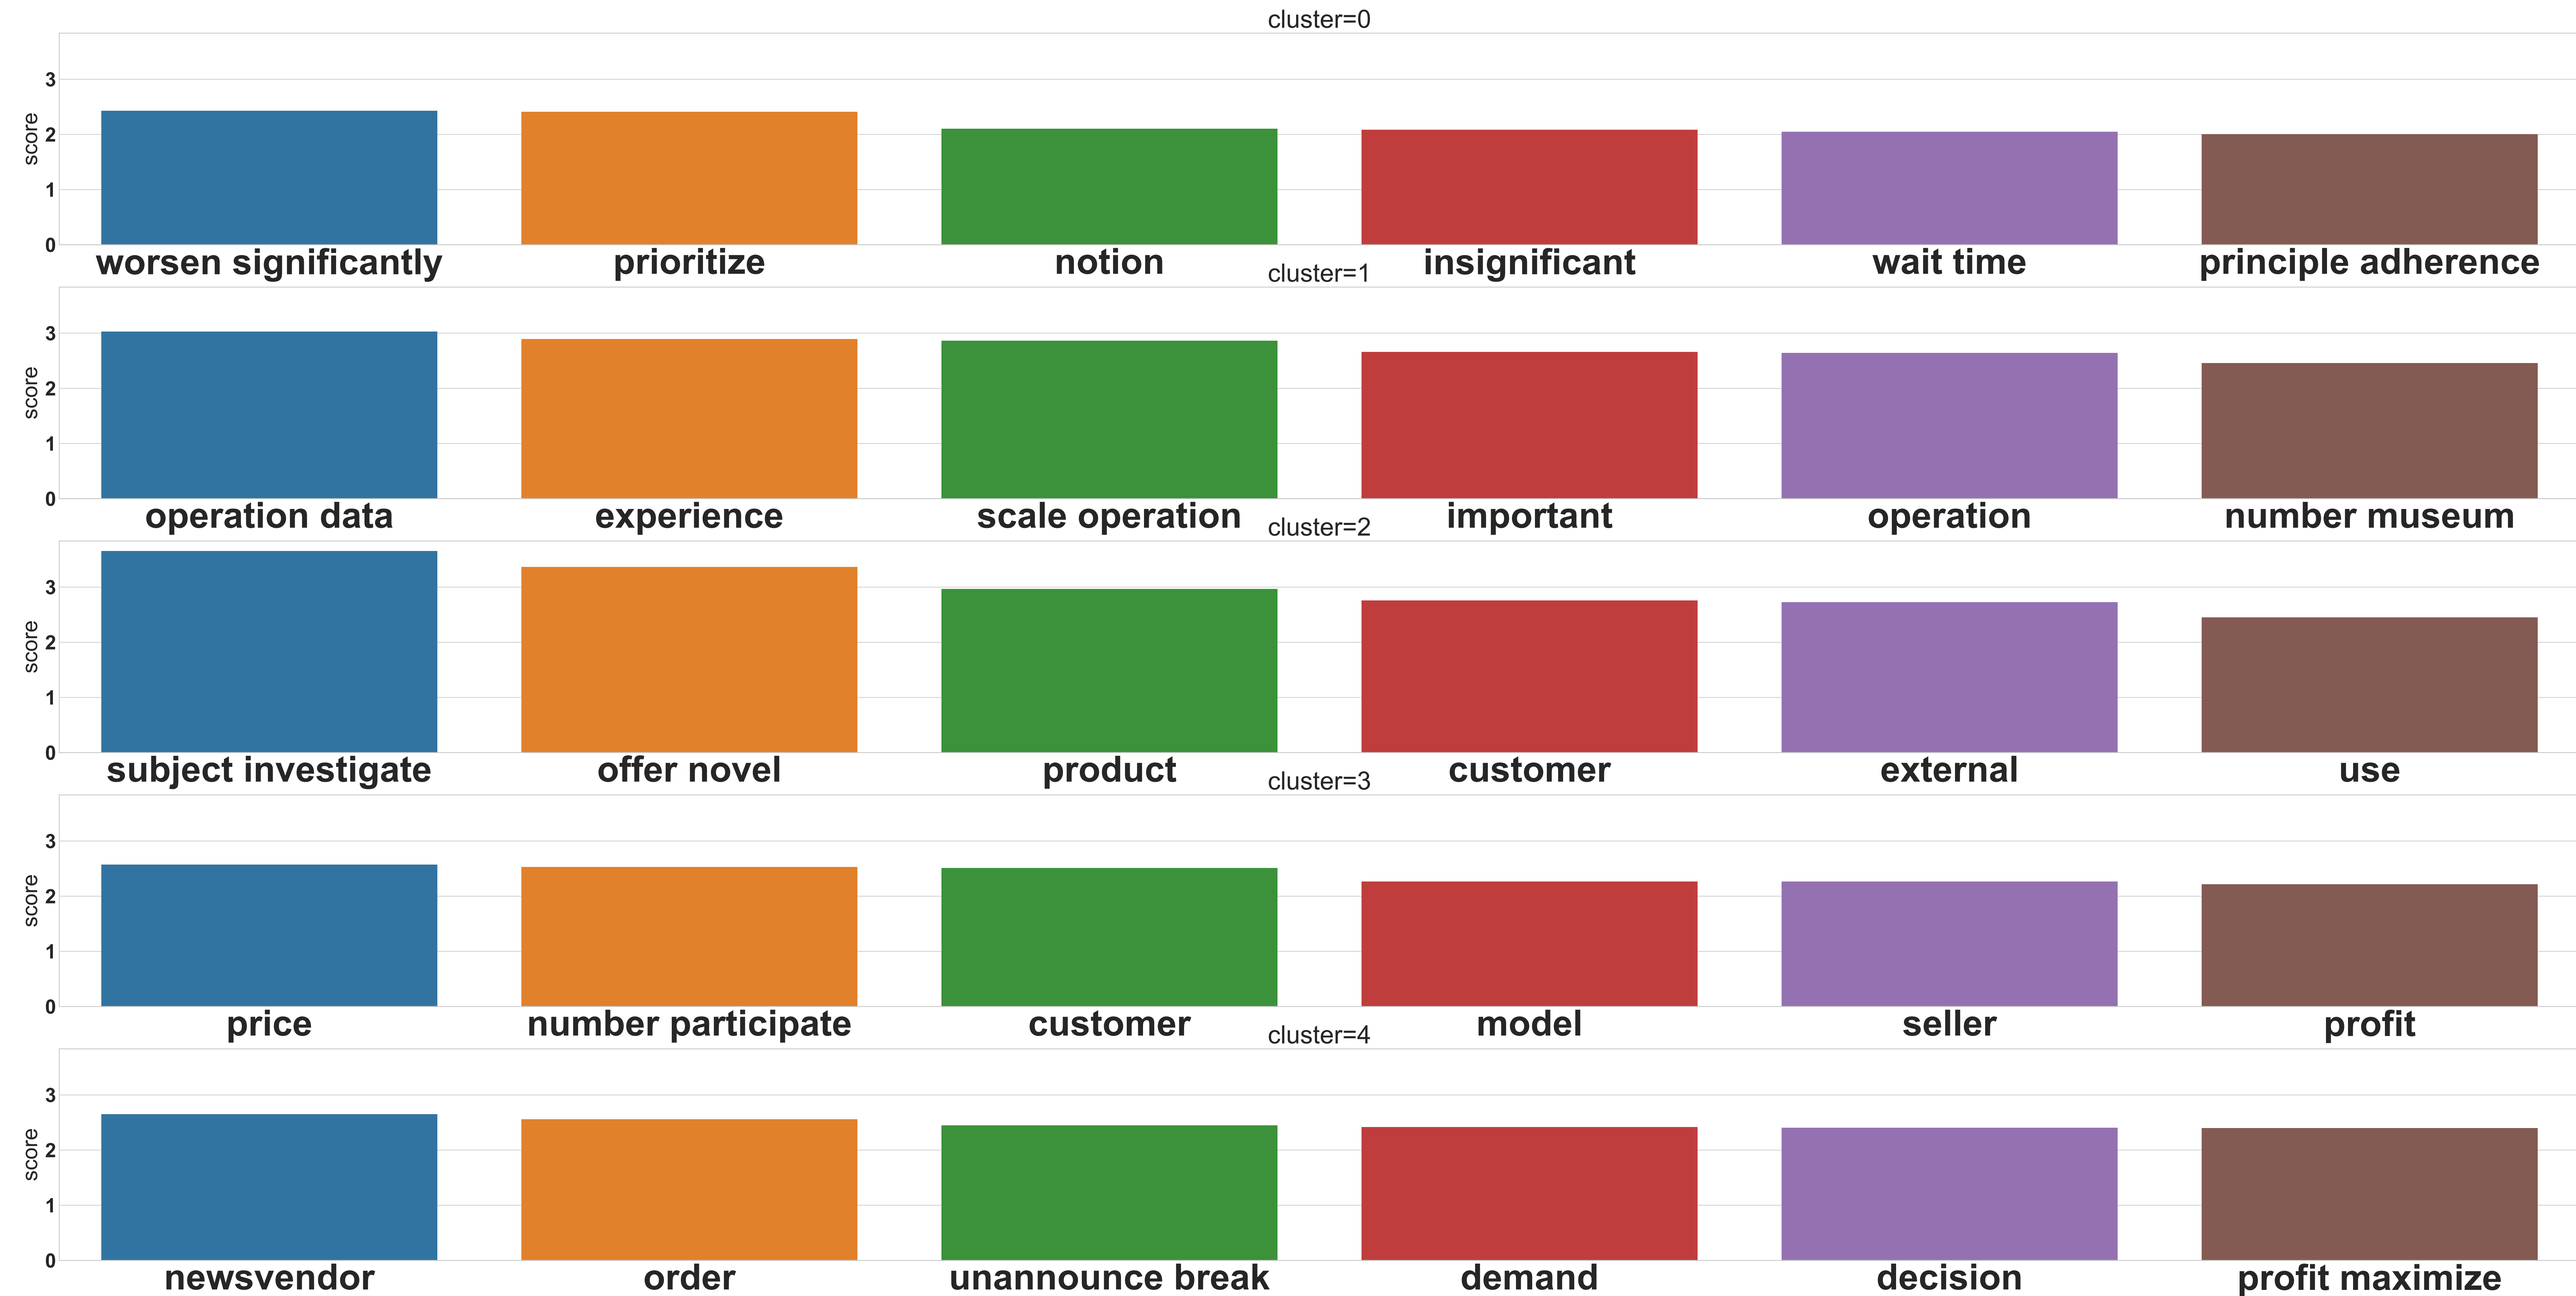 cluster=0
3
2
1
0
score
worsen significantly prioritize notion insignificant wait time principle adherence
cluster=1
3
2
1
0
score
operation data experience scale operation important operation number museum
cluster=2
3
2
1
0
score
subject investigate offer novel product customer external use
cluster=3
3
2
1
0
score
price number participate customer model seller profit
cluster=4
3
2
1
0
score
newsvendor order unannounce break demand decision profit maximize